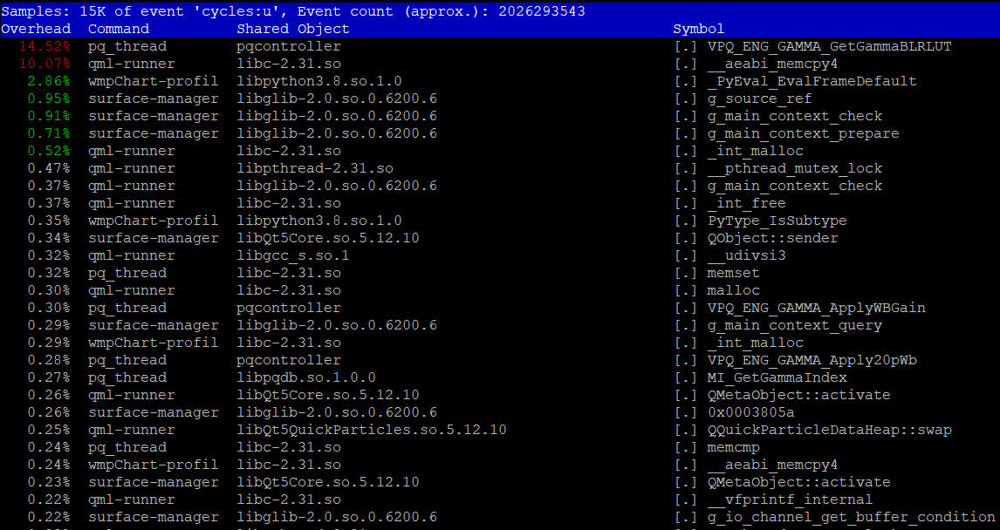 Samples: 15K of event 'cycles:u', Event count (approx.): 2026293543
Overhead  Command          Shared Object                                      Symbol
14.52%  pq_thread        pqcontroller                                       [.] VPQ_ENG_GAMMA_GetGammaBLRLUT
10.07%  qml-runner       libc-2.31.so                                       [.] __aeabi_memcpy4
2.86%  wmpChart-profil  libpython3.8.so.1.0                                [.] _PyEval_EvalFrameDefault
0.95%  surface-manager  libglib-2.0.so.0.6200.6                            [.] g_source_ref
0.91%  surface-manager  libglib-2.0.so.0.6200.6                            [.] g_main_context_check
0.71%  surface-manager  libglib-2.0.so.0.6200.6                            [.] g_main_context_prepare
0.52%  qml-runner       libc-2.31.so                                       [.] _int_malloc
0.47%  qml-runner       libpthread-2.31.so                                 [.] __pthread_mutex_lock
0.37%  qml-runner       libglib-2.0.so.0.6200.6                            [.] g_main_context_check
0.37%  qml-runner       libc-2.31.so                                       [.] _int_free
0.35%  wmpChart-profil  libpython3.8.so.1.0                                [.] PyType_IsSubtype
0.34%  surface-manager  libQt5Core.so.5.12.10                              [.] QObject::sender
0.32%  qml-runner       libgcc_s.so.1                                      [.] __udivsi3
0.32%  pq_thread        libc-2.31.so                                       [.] memset
0.30%  qml-runner       libc-2.31.so                                       [.] malloc
0.30%  pq_thread        pqcontroller                                       [.] VPQ_ENG_GAMMA_ApplyWBGain
0.29%  surface-manager  libglib-2.0.so.0.6200.6                            [.] g_main_context_query
0.29%  wmpChart-profil  libc-2.31.so                                       [.] _int_malloc
0.28%  pq_thread        pqcontroller                                       [.] VPQ_ENG_GAMMA_Apply20pWb
0.27%  pq_thread        libpqdb.so.1.0.0                                   [.] MI_GetGammaIndex
0.26%  qml-runner       libQt5Core.so.5.12.10                              [.] QMetaObject::activate
0.26%  surface-manager  libglib-2.0.so.0.6200.6                            [.] 0x0003805a
0.25%  qml-runner       libQt5QuickParticles.so.5.12.10                    [.] QQuickParticleDataHeap::swap
0.24%  pq_thread        libc-2.31.so                                       [.] memcmp
0.24%  wmpChart-profil  libc-2.31.so                                       [.] __aeabi_memcpy4
0.23%  surface-manager  libQt5Core.so.5.12.10                              [.] QMetaObject::activate
0.22%  qml-runner       libc-2.31.so                                       [.] __vfprintf_internal
0.22%  surface-manager  libglib-2.0.so.0.6200.6                            [.] g_io_channel_get_buffer_condition